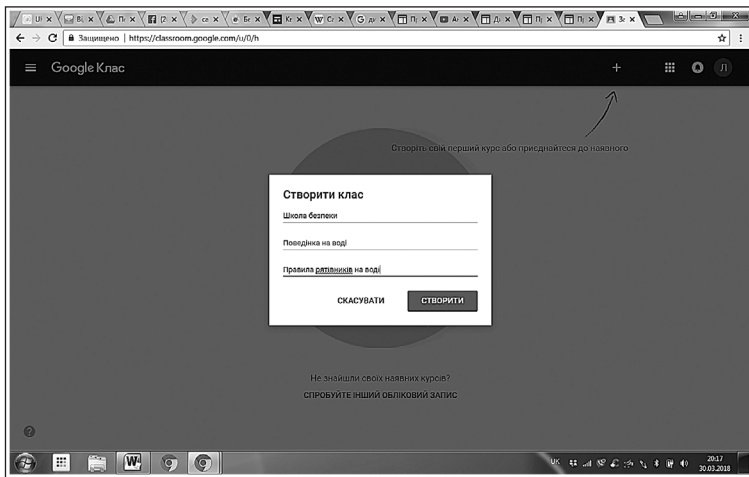 Защищено | https://classroom.google.com/u/0/h
Google Клас
Л
Створіть свій перший курс або приєднайтеся до наявного
Створити клас
Школа безпеки
Поведінка на воді
Правила рятівників на воді
СКАСУВАТИ СТВОРИТИ
Не знайшли своїх наявних курсів?
СПРОБУЙТЕ ІНШИЙ ОБЛІКОВИЙ ЗАПИС
UK 20:17
30.03.2018